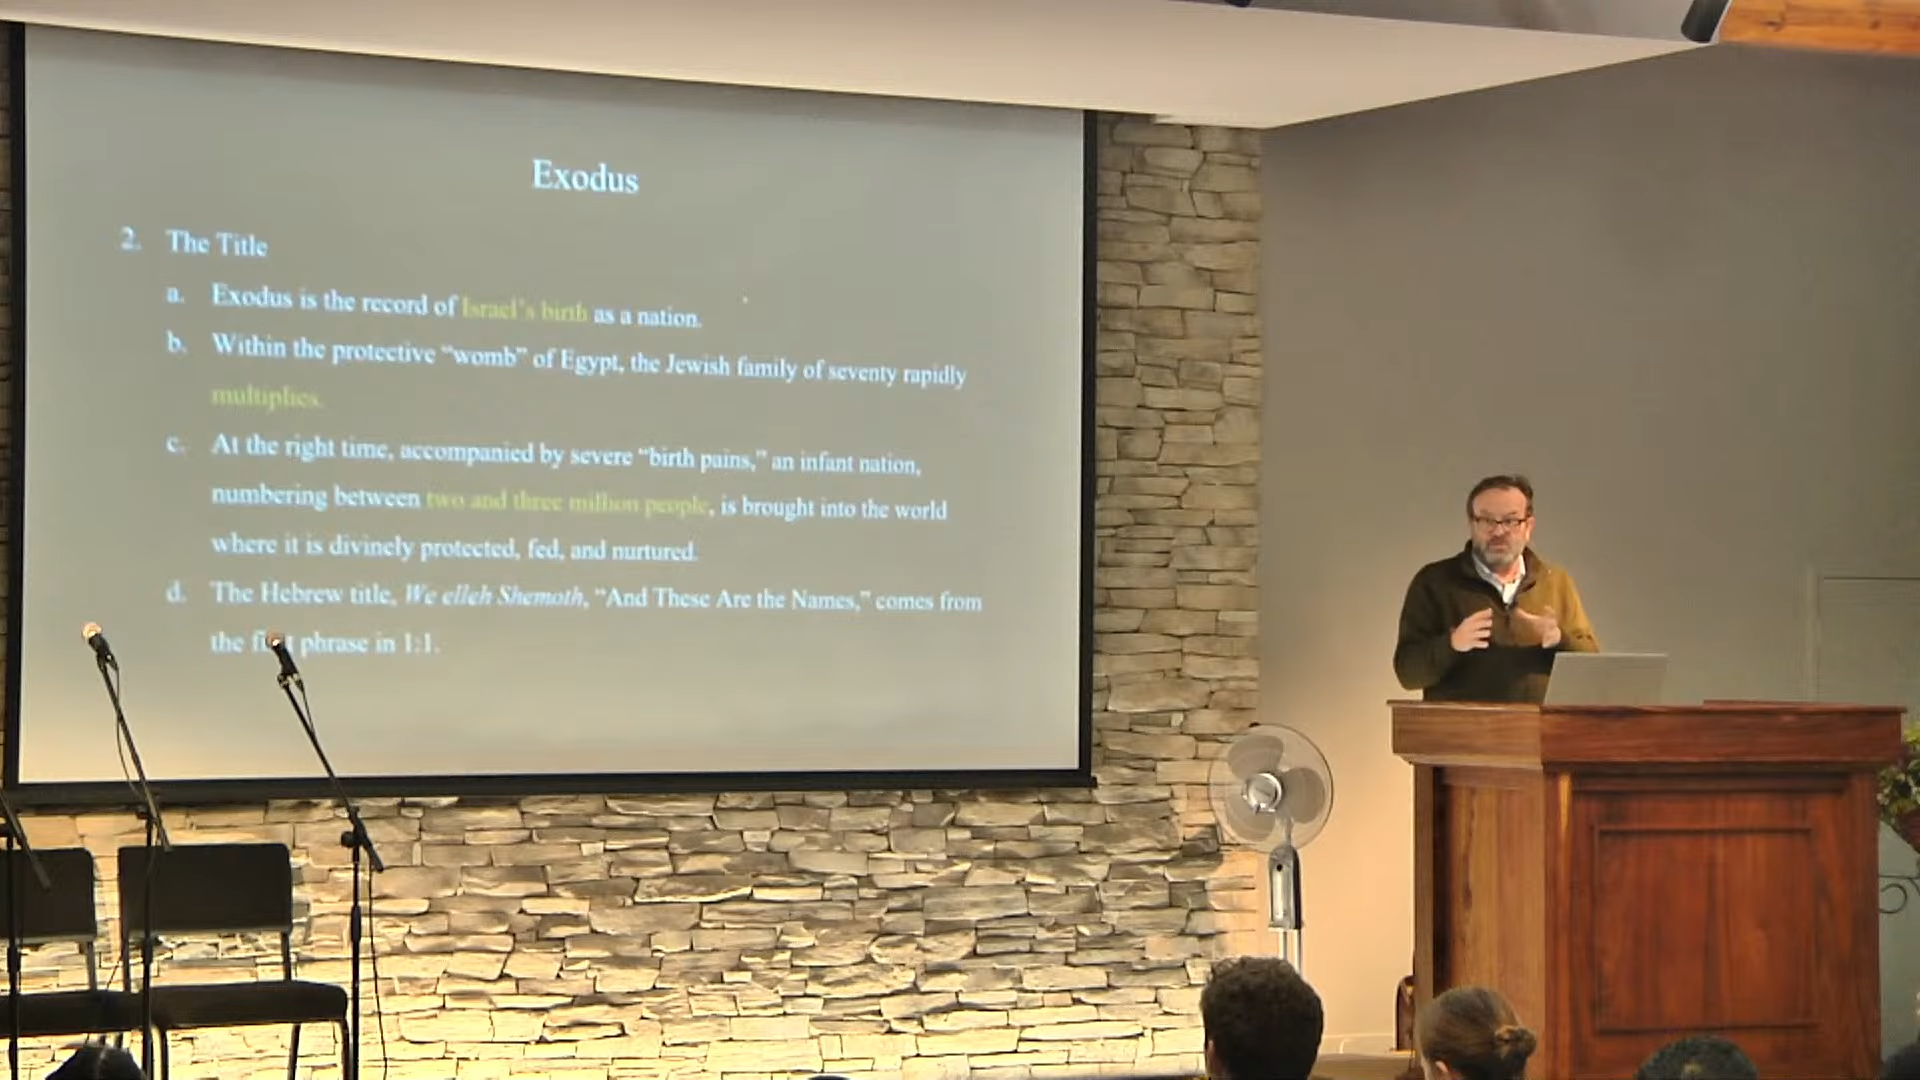 Exodus
2. The Title
a. Exodus is the record of Israel's birth as a nation.
b. Within the protective “womb” of Egypt, the Jewish family of seventy rapidly
multiplies.
c. At the right time, accompanied by severe “birth pains,” an infant nation,
numbering between two and three million people, is brought into the world
where it is divinely protected, fed, and nurtured.
d. The Hebrew title, We elleh Shemoth, “And These Are the Names,” comes from
the first phrase in 1:1.